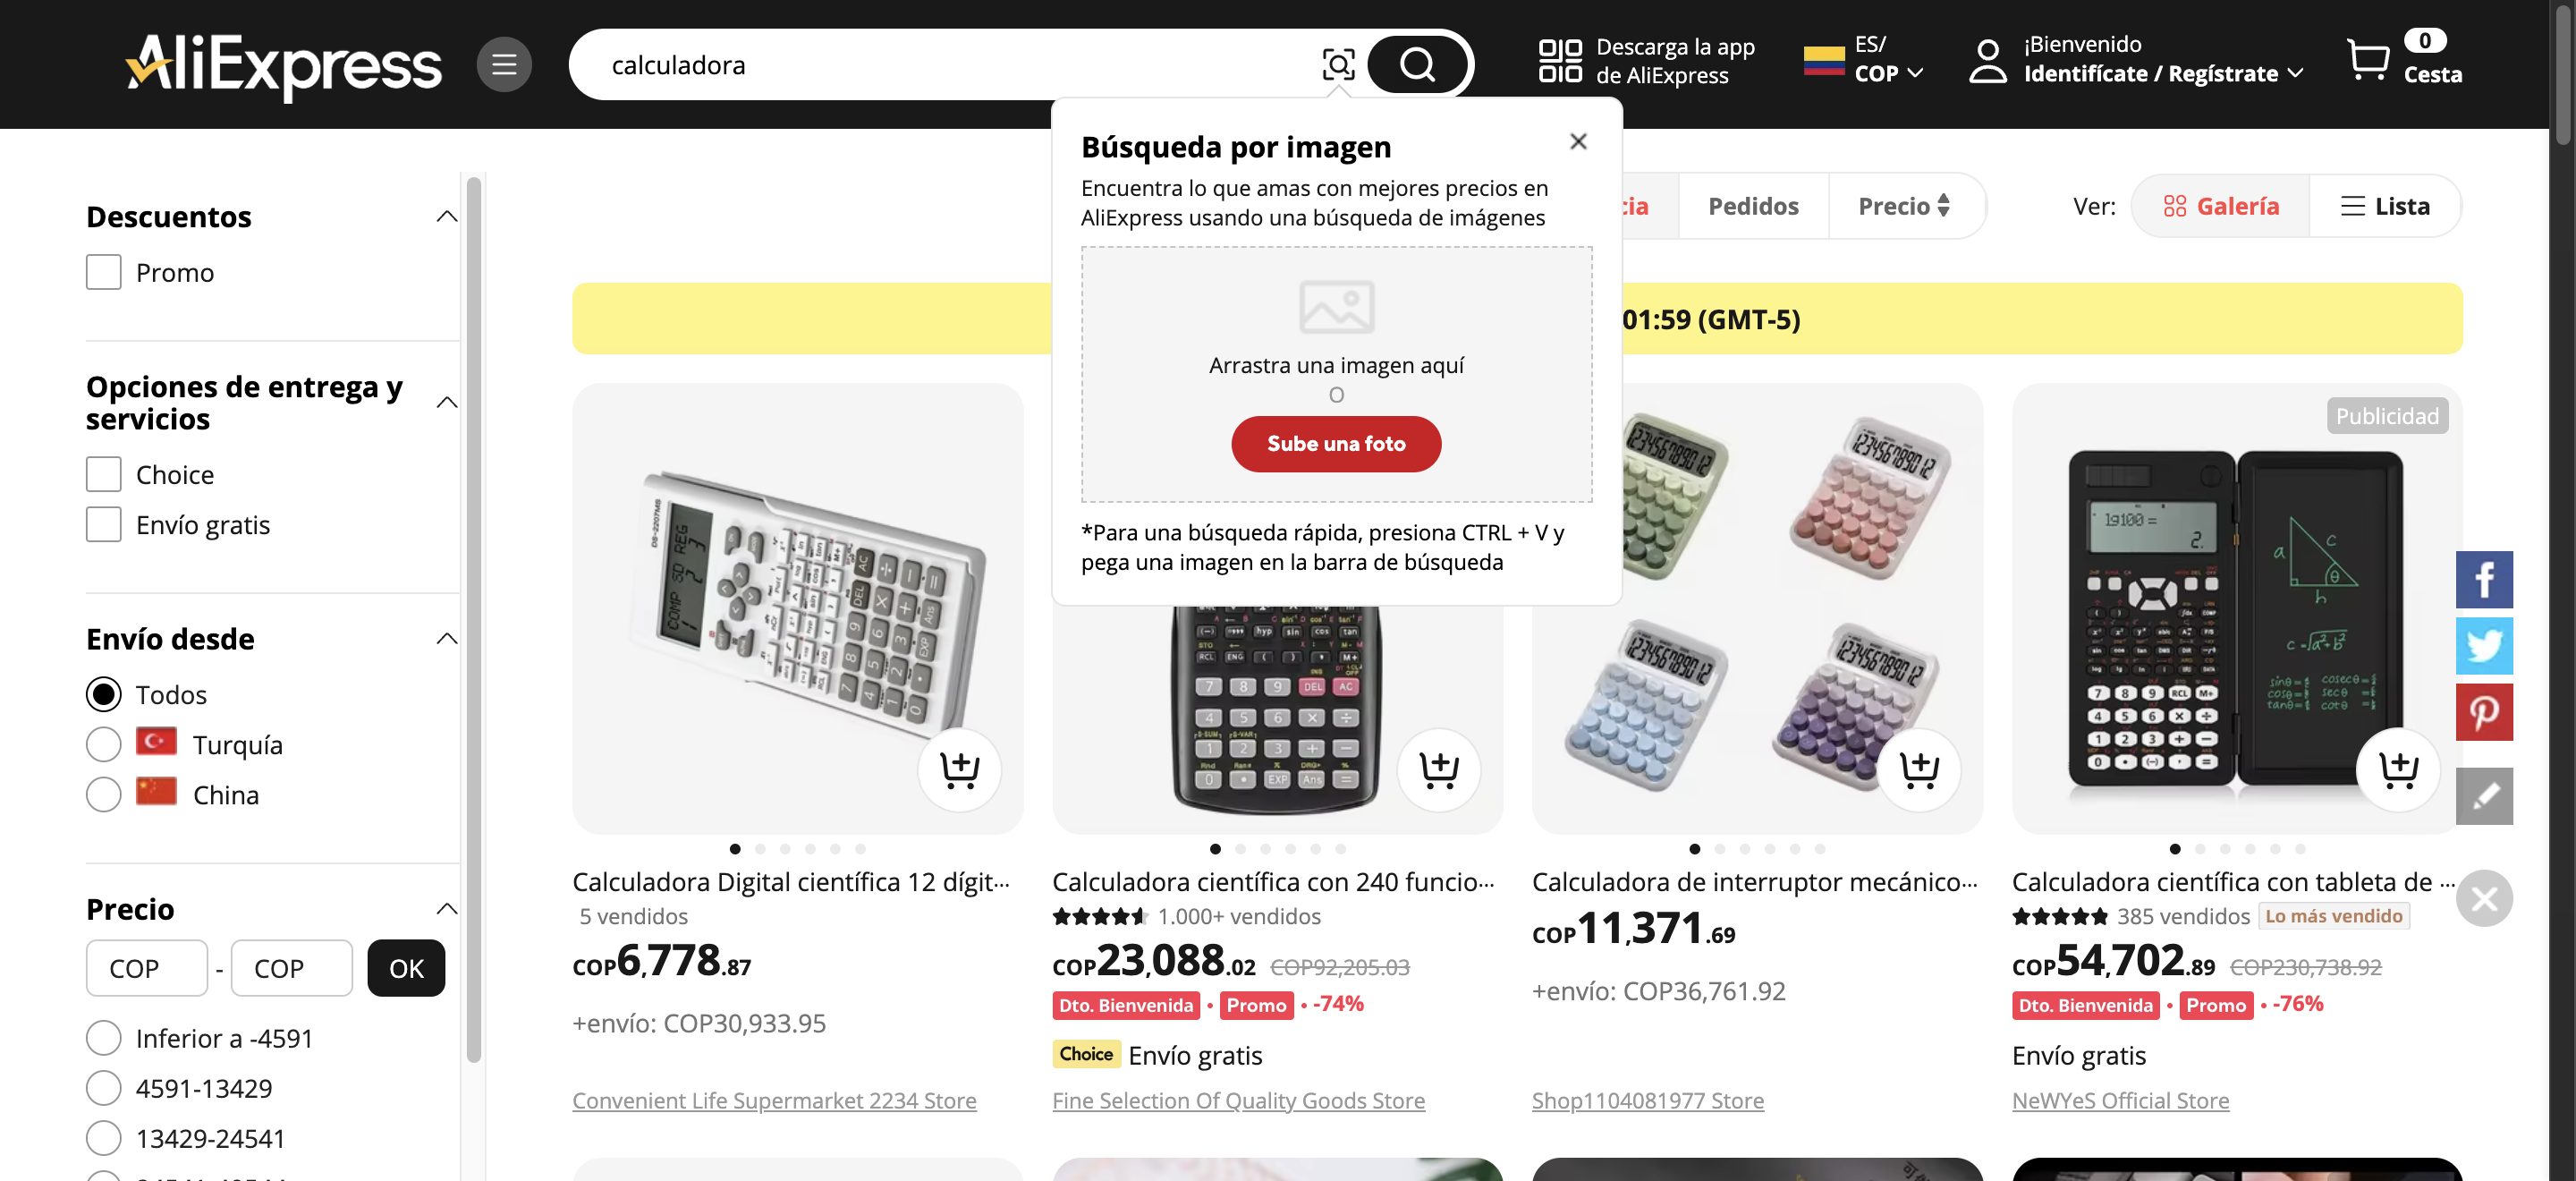 AliExpress
calculadora
Descarga la app
de AliExpress
ES/
COP
¡Bienvenido
Identifícate / Regístrate
0
Cesta
Búsqueda por imagen
Encuentra lo que amas con mejores precios en
AliExpress usando una búsqueda de imágenes
Arrastra una imagen aquí
O
Sube una foto
*Para una búsqueda rápida, presiona CTRL + V y
pega una imagen en la barra de búsqueda
cia
Pedidos
Precio
Ver:
Galería
Lista
01:59 (GMT-5)
Descuentos
Promo
Opciones de entrega y
servicios
Choice
Envío gratis
Envío desde
Todos
Turquía
China
Precio
COP - COP OK
Inferior a -4591
4591-13429
13429-24541
Calculadora Digital científica 12 dígit...
5 vendidos
COP6,778.87
+envío: COP30,933.95
Convenient Life Supermarket 2234 Store
Calculadora científica con 240 funcio...
1.000+ vendidos
COP23,088.02 COP92,205.03
Dto. Bienvenida • Promo • -74%
Choice Envío gratis
Fine Selection Of Quality Goods Store
Calculadora de interruptor mecánico...
COP11,371.69
+envío: COP36,761.92
Shop1104081977 Store
Publicidad
Calculadora científica con tableta de ...
385 vendidos Lo más vendido
COP54,702.89 COP230,738.92
Dto. Bienvenida • Promo • -76%
Envío gratis
NeWYeS Official Store